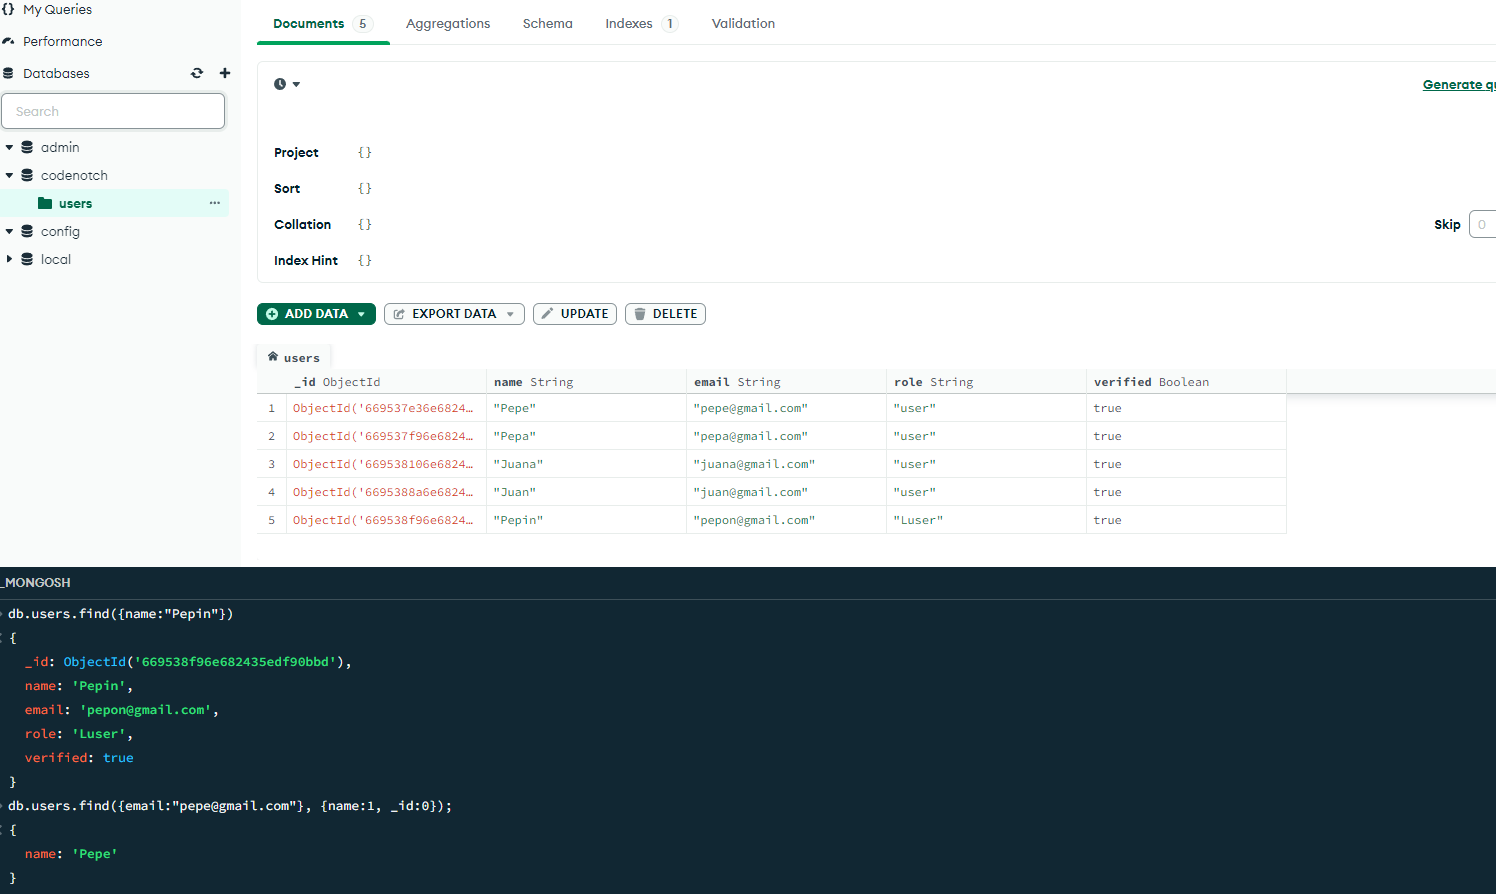 My Queries
Performance
Databases
Search
admin
codenotch
users
config
local
Documents 5 Aggregations Schema Indexes 1 Validation
Generate
Project {}
Sort {}
Collation {} Skip 0
Index Hint {}
ADD DATA EXPORT DATA UPDATE DELETE
users
_id ObjectId name String email String role String verified Boolean
1 ObjectId('669537e36e6824… "Pepe" "pepe@gmail.com" "user" true
2 ObjectId('669537f96e6824… "Pepa" "pepa@gmail.com" "user" true
3 ObjectId('669538106e6824… "Juana" "juana@gmail.com" "user" true
4 ObjectId('6695388a6e6824… "Juan" "juan@gmail.com" "user" true
5 ObjectId('669538f96e6824… "Pepin" "pepon@gmail.com" "Luser" true
_MONGOSH
db.users.find({name:"Pepin"})
{
_id: ObjectId('669538f96e682435edf90bbd'),
name: 'Pepin',
email: 'pepon@gmail.com',
role: 'Luser',
verified: true
}
db.users.find({email:"pepe@gmail.com"}, {name:1, _id:0});
{
name: 'Pepe'
}